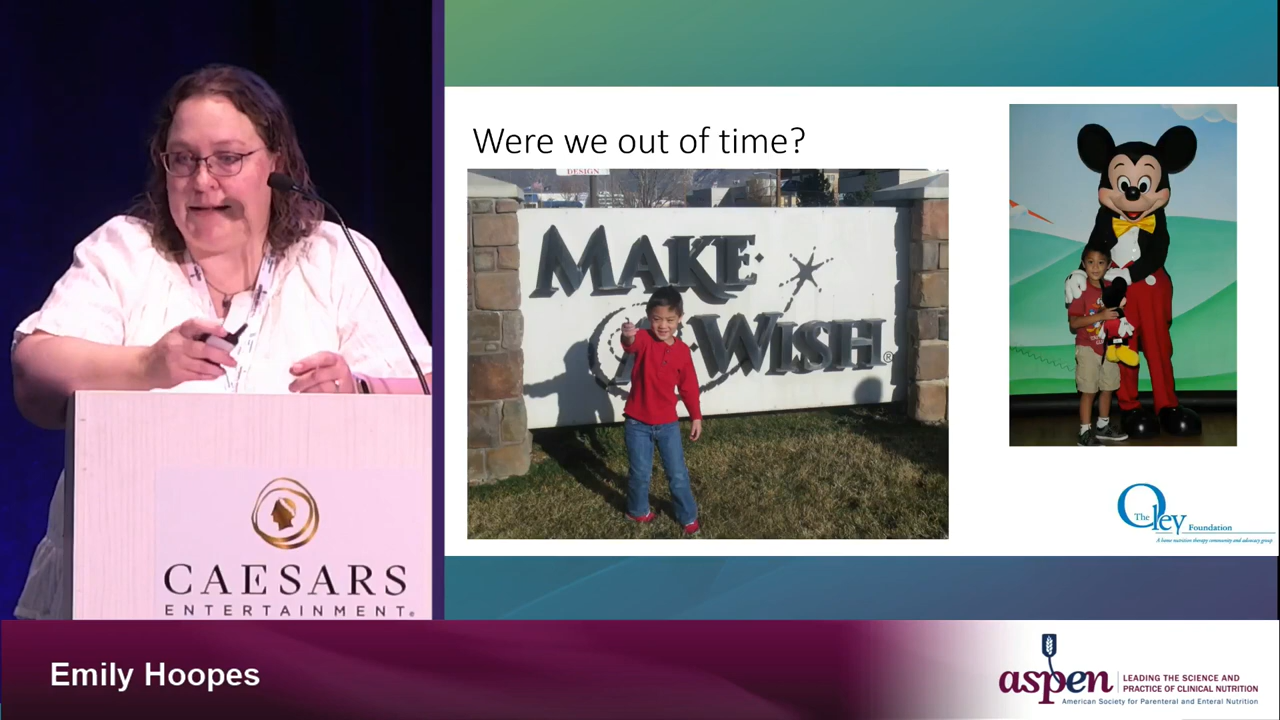 Were we out of time?
DESIGN
MAKE·
A·WISH®
The Oley Foundation
A home nutrition therapy community and advocacy group.
CAESARS
ENTERTAINMENT®
Emily Hoopes
aspen
LEADING THE SCIENCE AND
PRACTICE OF CLINICAL NUTRITION
American Society for Parenteral and Enteral Nutrition